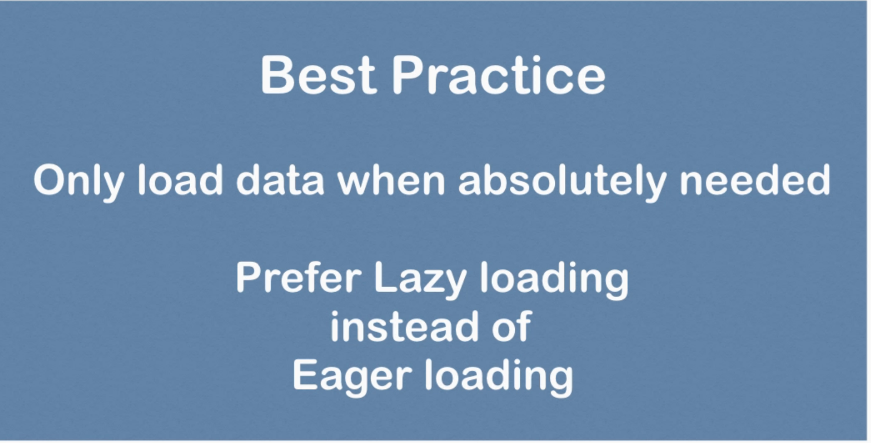 Best Practice
Only load data when absolutely needed
Prefer Lazy loading
instead of
Eager loading